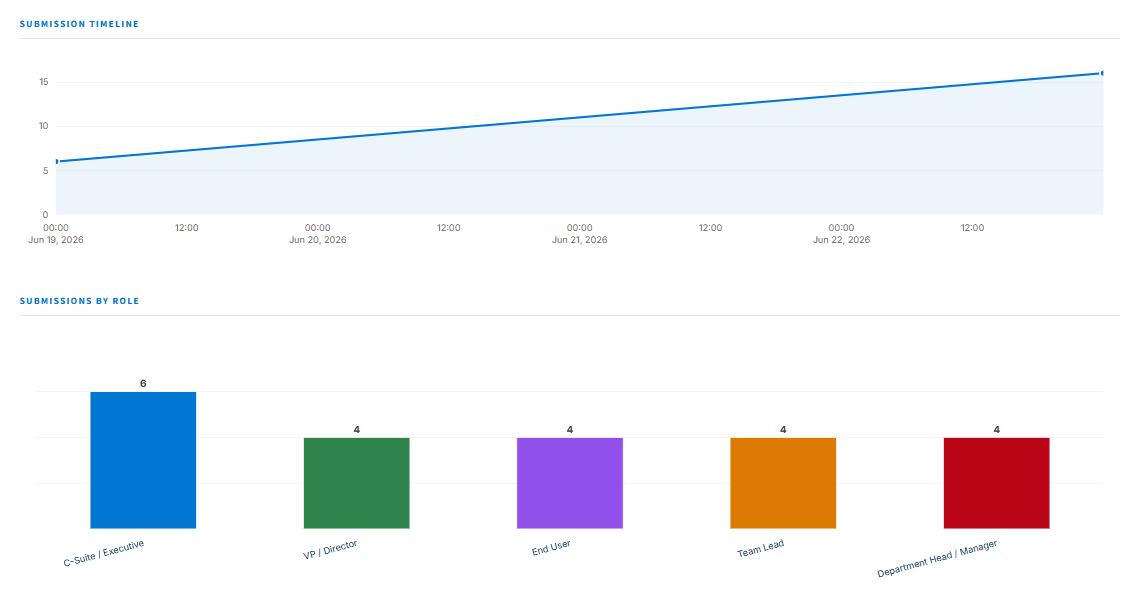 SUBMISSION TIMELINE
15
10
5
0
00:00 12:00 00:00 12:00 00:00 12:00 00:00 12:00
Jun 19, 2026 Jun 20, 2026 Jun 21, 2026 Jun 22, 2026
SUBMISSIONS BY ROLE
6
4 4 4 4
C-Suite / Executive VP / Director End User Team Lead Department Head / Manager